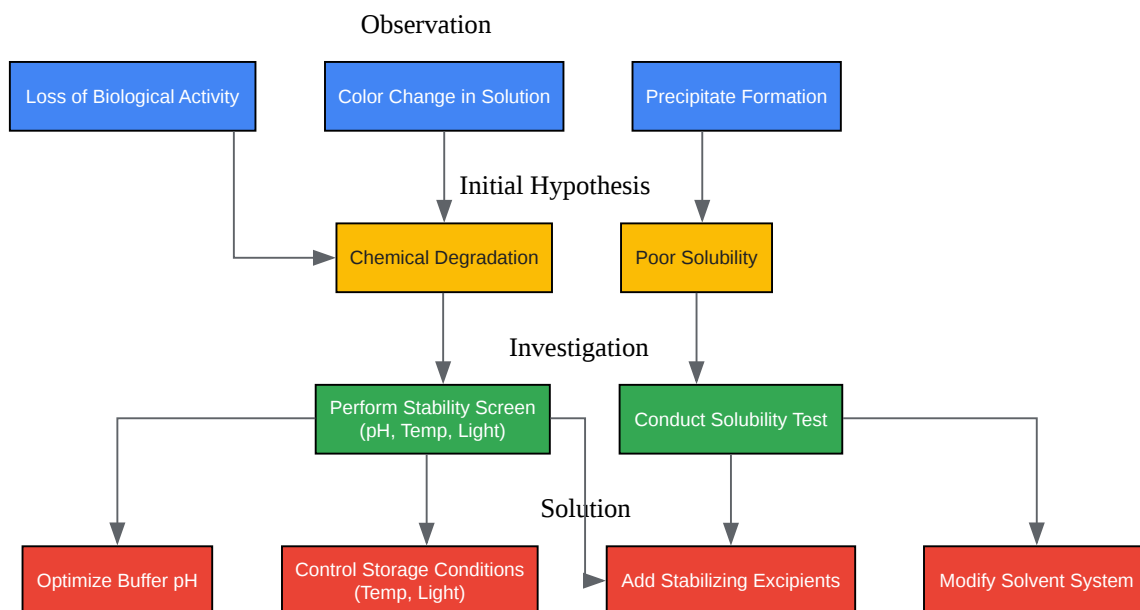 Observation
Loss of Biological Activity
Color Change in Solution
Precipitate Formation
Initial Hypothesis
Chemical Degradation
Poor Solubility
Investigation
Perform Stability Screen
(pH, Temp, Light)
Conduct Solubility Test
Solution
Optimize Buffer pH
Control Storage Conditions
(Temp, Light)
Add Stabilizing Excipients
Modify Solvent System